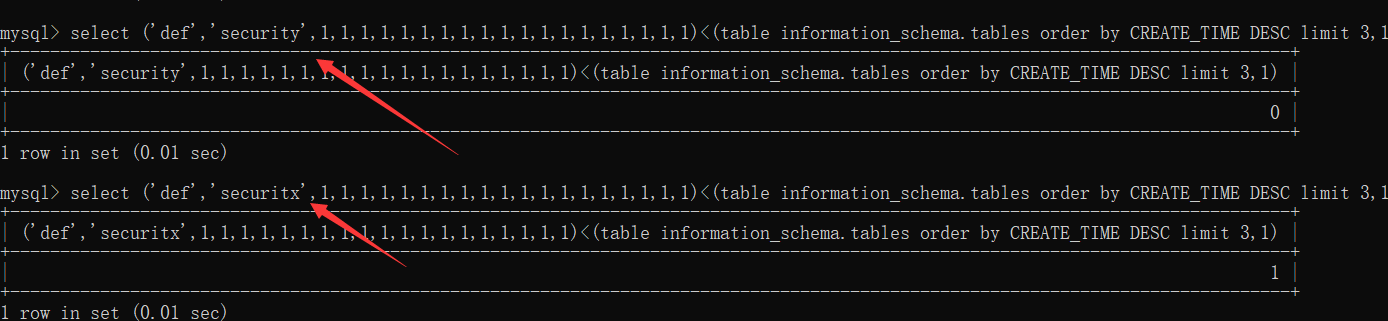 mysql> select ('def','security',1,1,1,1,1,1,1,1,1,1,1,1,1,1,1,1,1,1,1)<(table information_schema.tables order by CREATE_TIME DESC limit 3,1
| ('def','security',1,1,1,1,1,1,1,1,1,1,1,1,1,1,1,1,1,1,1)<(table information_schema.tables order by CREATE_TIME DESC limit 3,1) |
| 0 |
1 row in set (0.01 sec)
mysql> select ('def','securitx',1,1,1,1,1,1,1,1,1,1,1,1,1,1,1,1,1,1,1)<(table information_schema.tables order by CREATE_TIME DESC limit 3,1
| ('def','securitx',1,1,1,1,1,1,1,1,1,1,1,1,1,1,1,1,1,1,1)<(table information_schema.tables order by CREATE_TIME DESC limit 3,1) |
| 1 |
1 row in set (0.01 sec)